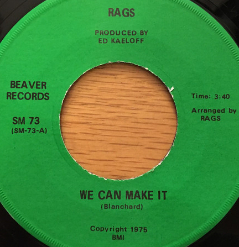 RAGS
PRODUCED BY
ED KAELOFF
BEAVER
RECORDS
SM 73
(SM-73-A)
Time: 3:40
Arranged by
RAGS
WE CAN MAKE IT
(Blanchard)
Copyright 1975
BMI